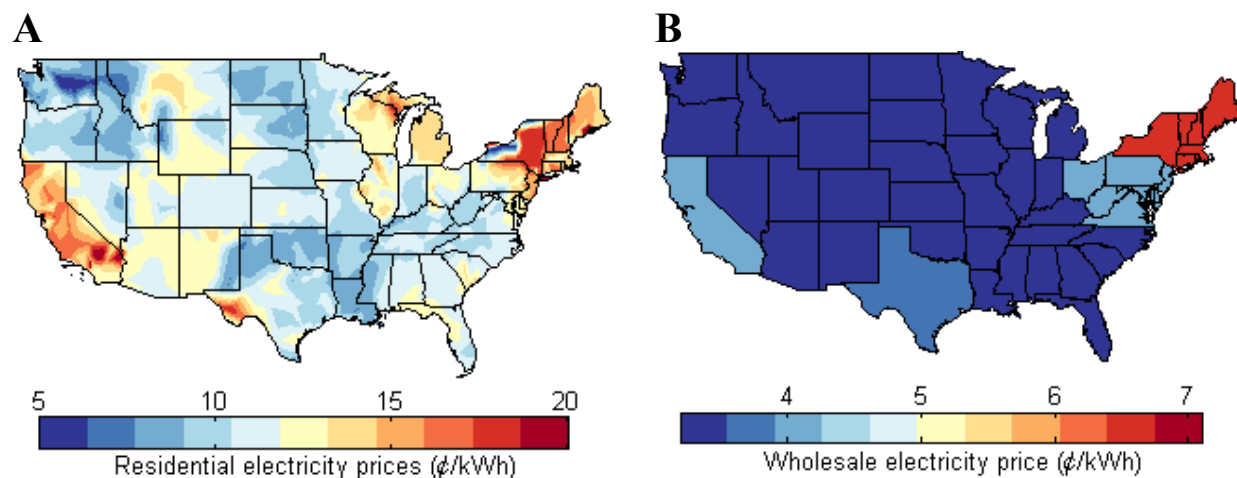 A
B
5 10 15 20
Residential electricity prices (¢/kWh)
4 5 6 7
Wholesale electricity price (¢/kWh)